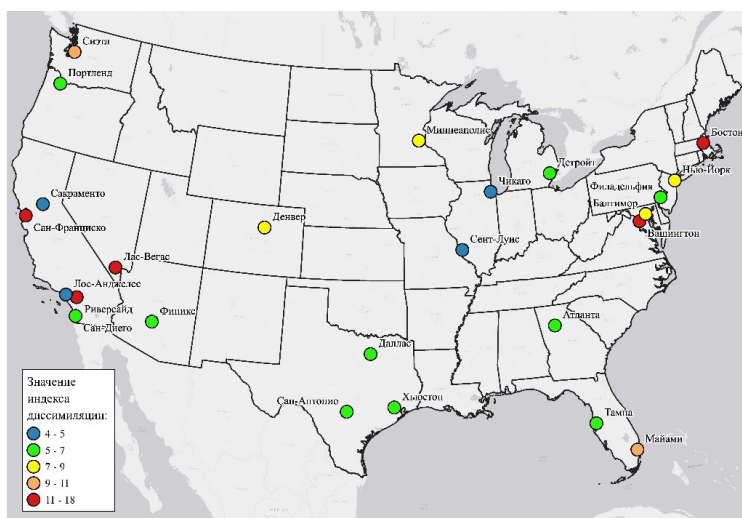 Сиэтл
Портленд
Миннеаполис
Бостон
Детройт
Нью-Йорк
Чикаго
Филадельфия
Сакраменто
Балтимор
Сан-Франциско
Денвер
Вашингтон
Сент-Луис
Лас-Вегас
Лос-Анджелес
Риверсайд
Финикс
Сан-Диего
Атланта
Даллас
Сан-Антонио
Хьюстон
Тампа
Майами
Значение
индекса
диссимиляции:
4 - 5
5 - 7
7 - 9
9 - 11
11 - 18